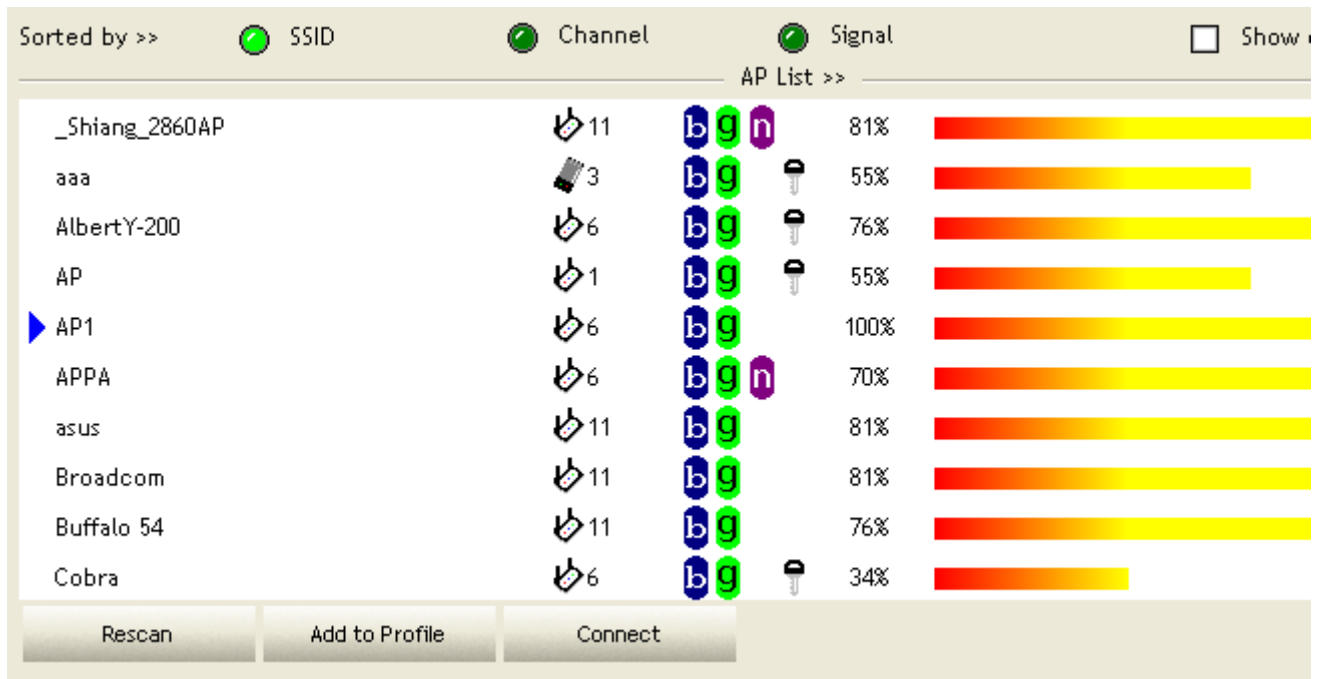 Sorted by >> SSID Channel Signal Show
AP List >>
_Shiang_2860AP 11 b g n 81%
aaa 3 b g 55%
AlbertY-200 6 b g 76%
AP 1 b g 55%
AP1 6 b g 100%
APPA 6 b g n 70%
asus 11 b g 81%
Broadcom 11 b g 81%
Buffalo 54 11 b g 76%
Cobra 6 b g 34%
Rescan Add to Profile Connect